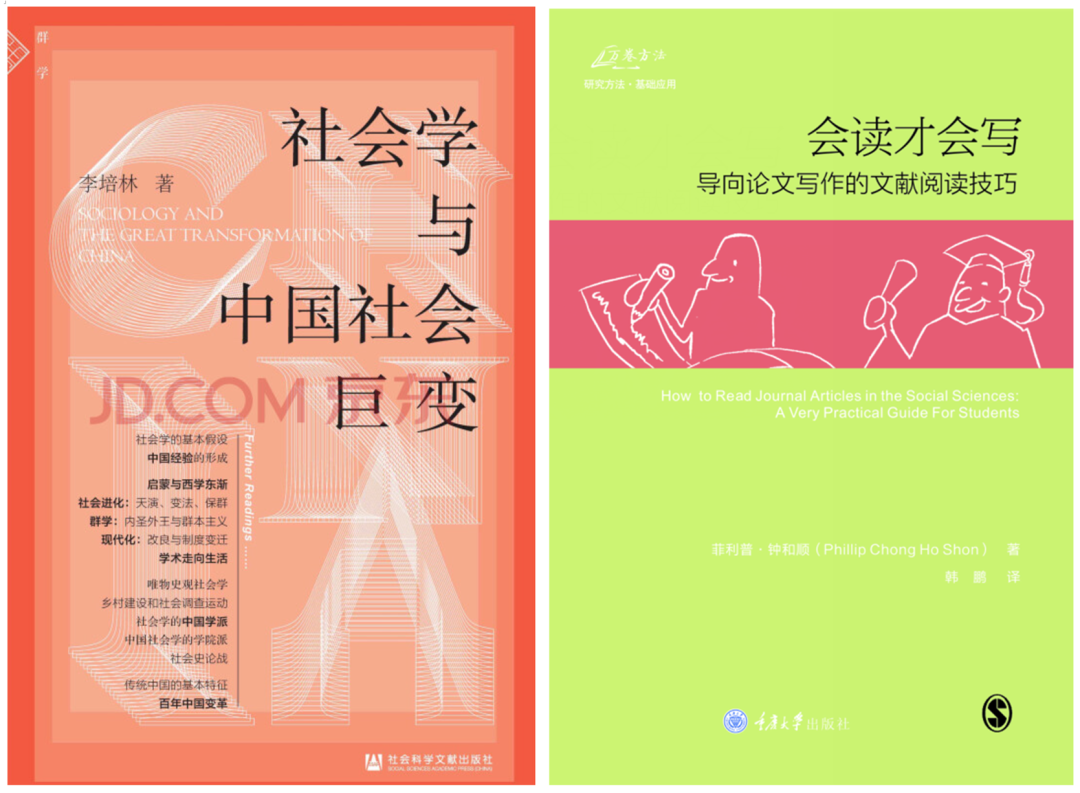 群
学
社会学
与
中国社会
巨变
李培林 著
SOCIOLOGY AND
THE GREAT TRANSFORMATION OF
CHINA
JD.COM 京东
社会学的基本假设
中国经验的形成
启蒙与西学东渐
社会进化：天演、变法、保群
群学：内圣外王与群本主义
现代化：改良与制度变迁
学术走向生活
唯物史观社会学
乡村建设和社会调查运动
社会学的中国学派
中国社会学的学院派
社会史论战
传统中国的基本特征
百年中国变革
Further Readings ......
社会科学文献出版社
SOCIAL SCIENCES ACADEMIC PRESS (CHINA)
万卷方法
研究方法·基础应用
会读才会写
导向论文写作的文献阅读技巧
How to Read Journal Articles in the Social Sciences:
A Very Practical Guide For Students
菲利普·钟和顺（Phillip Chong Ho Shon） 著
韩 鹏 译
重庆大学出版社
S